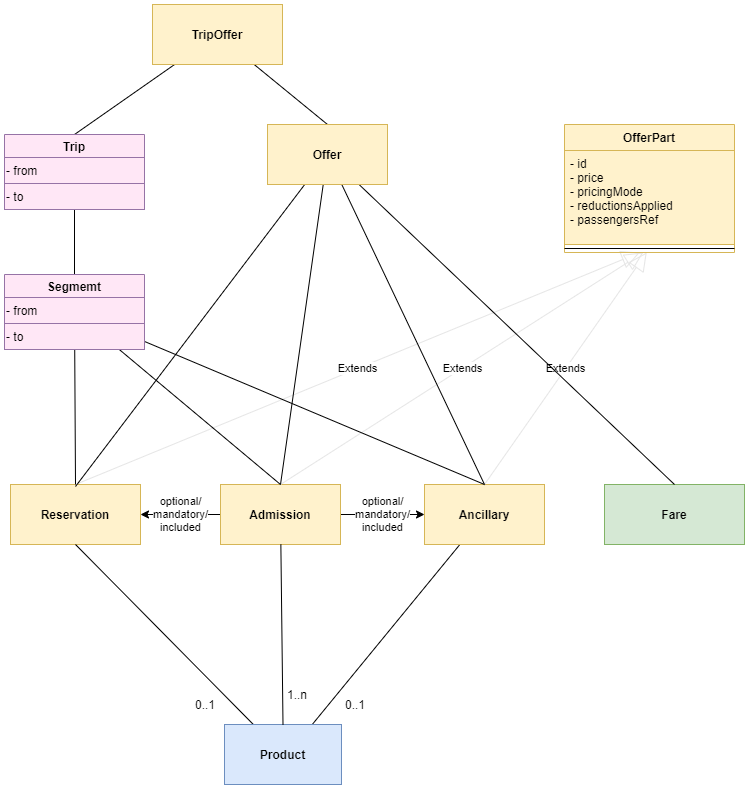 TripOffer
Trip
- from
- to
Offer
OfferPart
- id
- price
- pricingMode
- reductionsApplied
- passengersRef
Segmemt
- from
- to
Extends
Extends
Extends
Reservation
optional/
mandatory/
included
Admission
optional/
mandatory/
included
Ancillary
Fare
0..1
1..n
0..1
Product